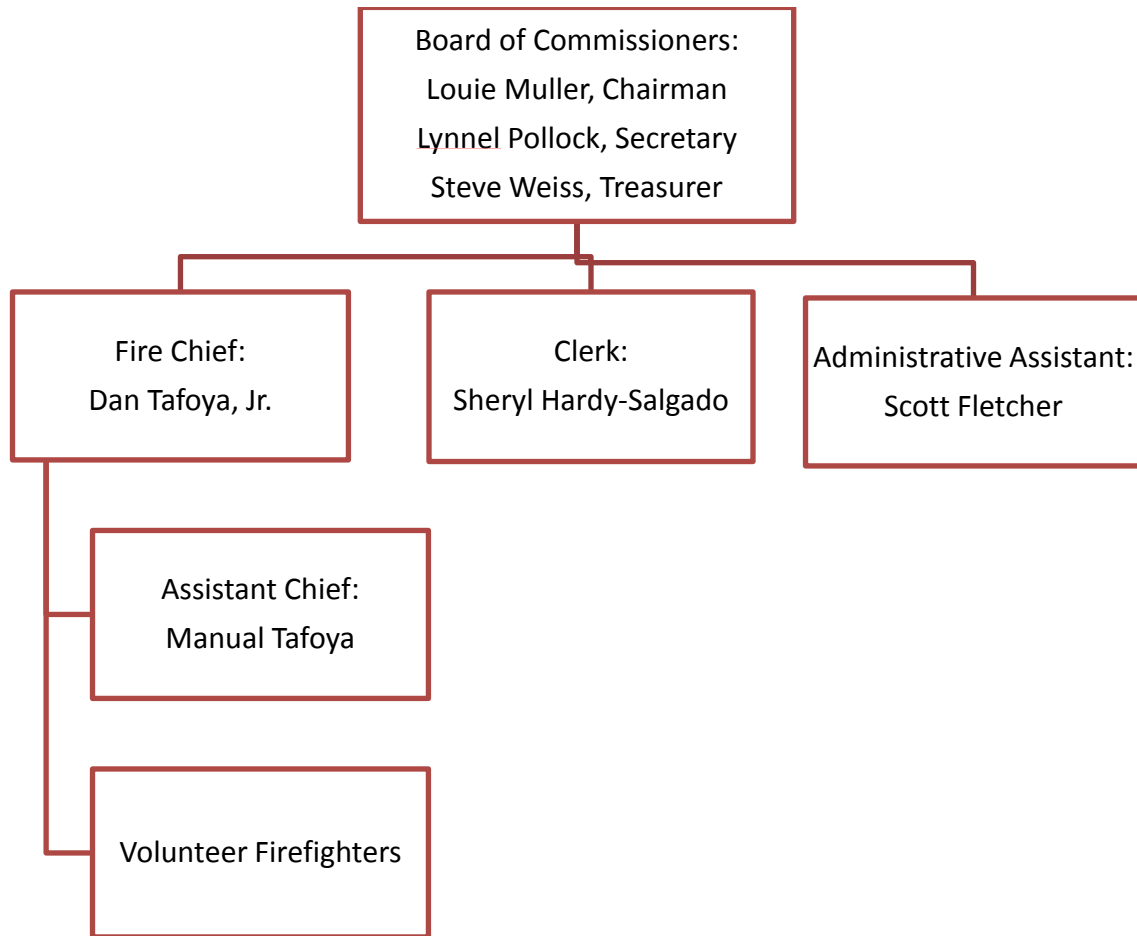 Board of Commissioners:
Louie Muller, Chairman
Lynnel Pollock, Secretary
Steve Weiss, Treasurer
Fire Chief:
Dan Tafoya, Jr.
Clerk:
Sheryl Hardy-Salgado
Administrative Assistant:
Scott Fletcher
Assistant Chief:
Manual Tafoya
Volunteer Firefighters